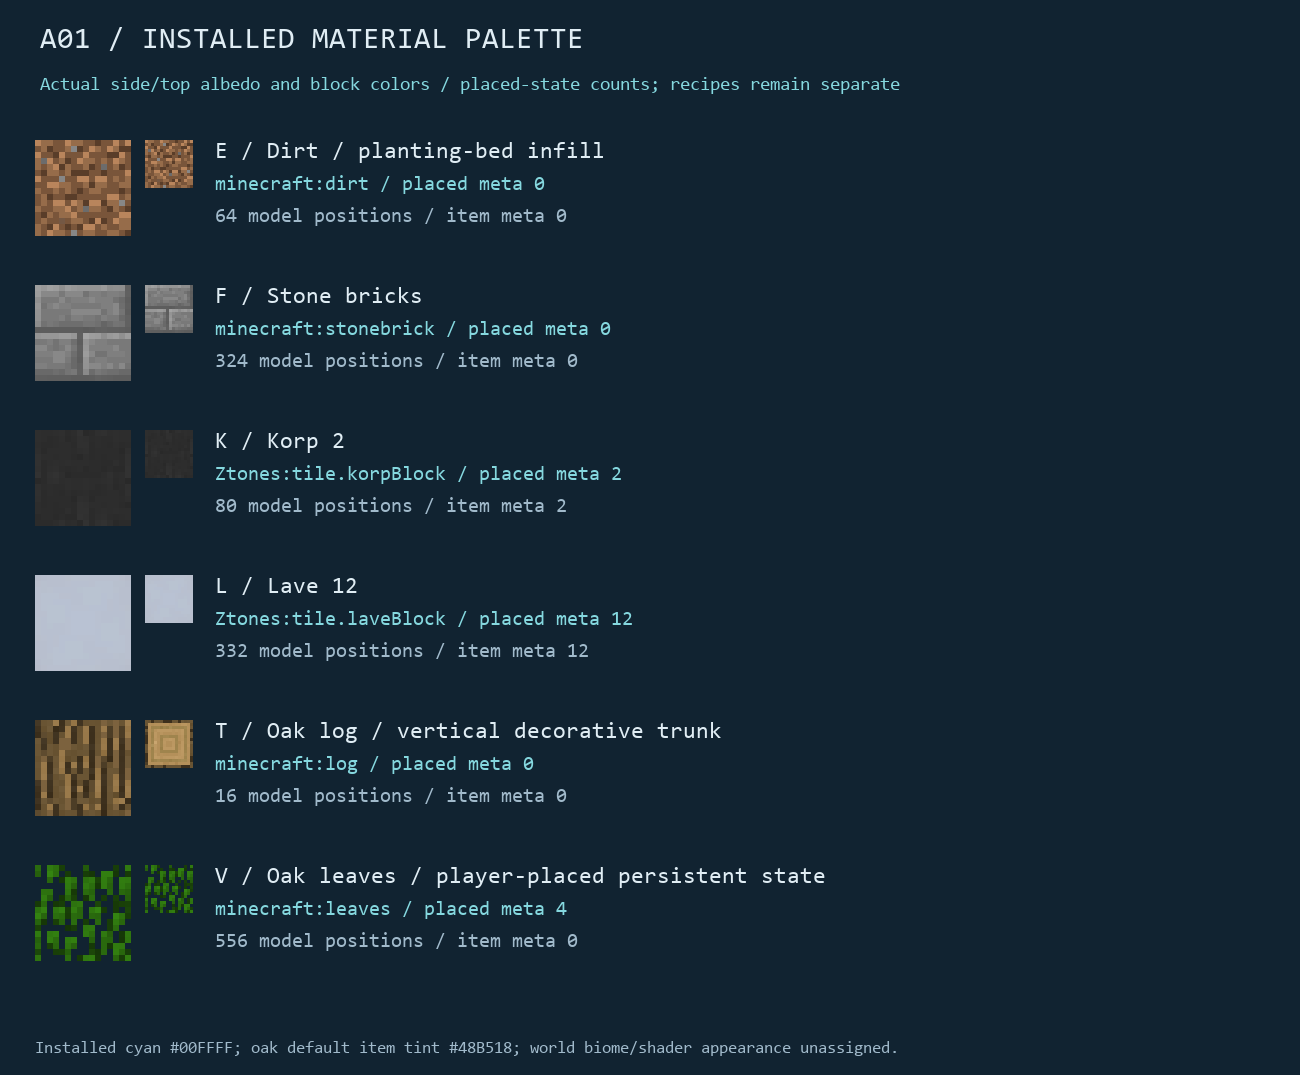 A01 / INSTALLED MATERIAL PALETTE
Actual side/top albedo and block colors / placed-state counts; recipes remain separate
E / Dirt / planting-bed infill
minecraft:dirt / placed meta 0
64 model positions / item meta 0
F / Stone bricks
minecraft:stonebrick / placed meta 0
324 model positions / item meta 0
K / Korp 2
Ztones:tile.korpBlock / placed meta 2
80 model positions / item meta 2
L / Lave 12
Ztones:tile.laveBlock / placed meta 12
332 model positions / item meta 12
T / Oak log / vertical decorative trunk
minecraft:log / placed meta 0
16 model positions / item meta 0
V / Oak leaves / player-placed persistent state
minecraft:leaves / placed meta 4
556 model positions / item meta 0
Installed cyan #00FFFF; oak default item tint #48B518; world biome/shader appearance unassigned.